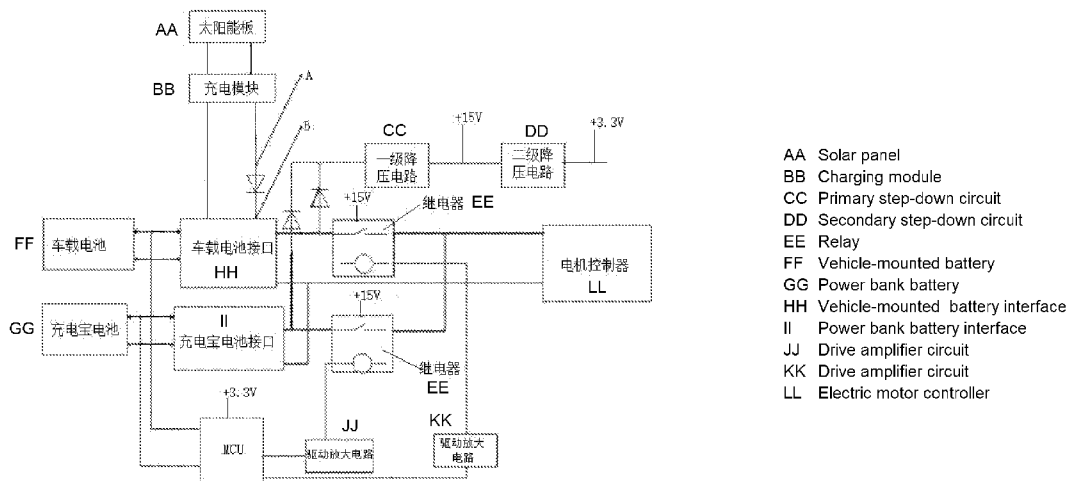 AA 太阳能板
BB 充电模块
A
B
CC
+15V
DD
+3.3V
一级降
压电路
二级降
压电路
+15V
继电器 EE
FF 车载电池
车载电池接口
HH
电机控制器
LL
+15V
GG 充电宝电池
II
充电宝电池接口
继电器
EE
+3.3V
MCU
JJ
驱动放大电路
KK
驱动放大
电路
AA Solar panel
BB Charging module
CC Primary step-down circuit
DD Secondary step-down circuit
EE Relay
FF Vehicle-mounted battery
GG Power bank battery
HH Vehicle-mounted battery interface
II Power bank battery interface
JJ Drive amplifier circuit
KK Drive amplifier circuit
LL Electric motor controller